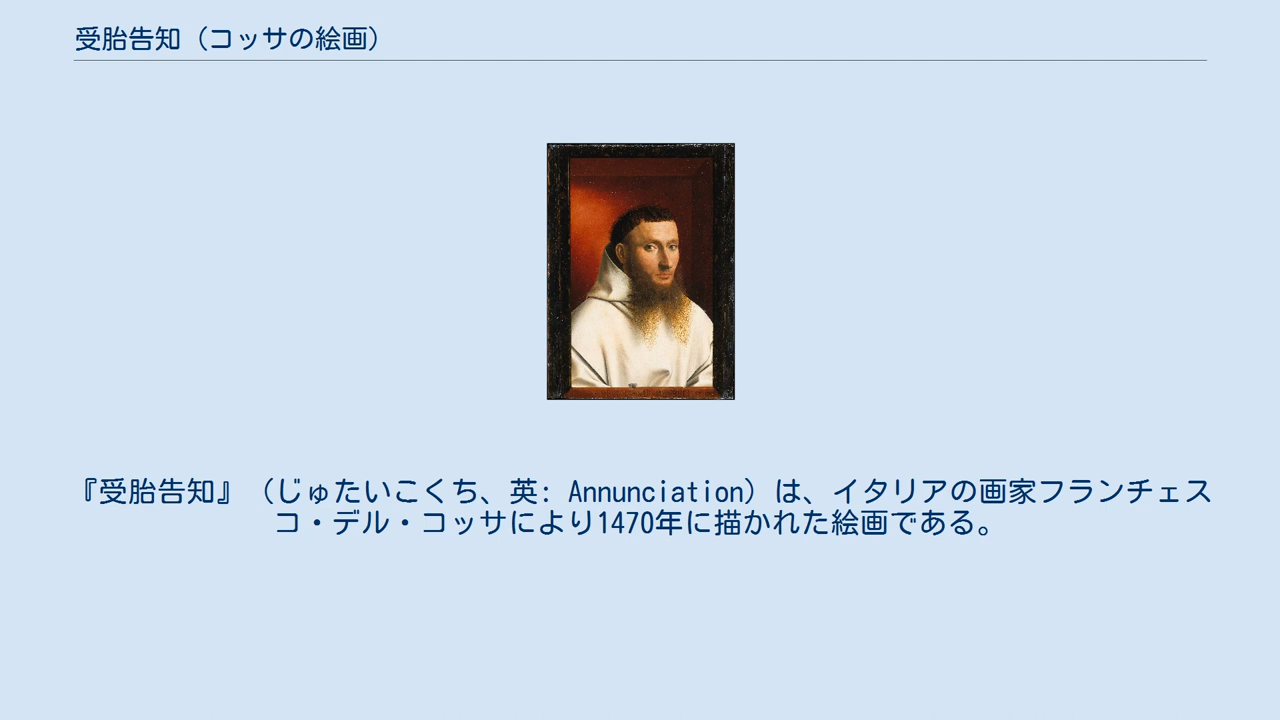 受胎告知（コッサの絵画）
『受胎告知』（じゅたいこくち、英: Annunciation）は、イタリアの画家フランチェス
コ・デル・コッサにより1470年に描かれた絵画である。